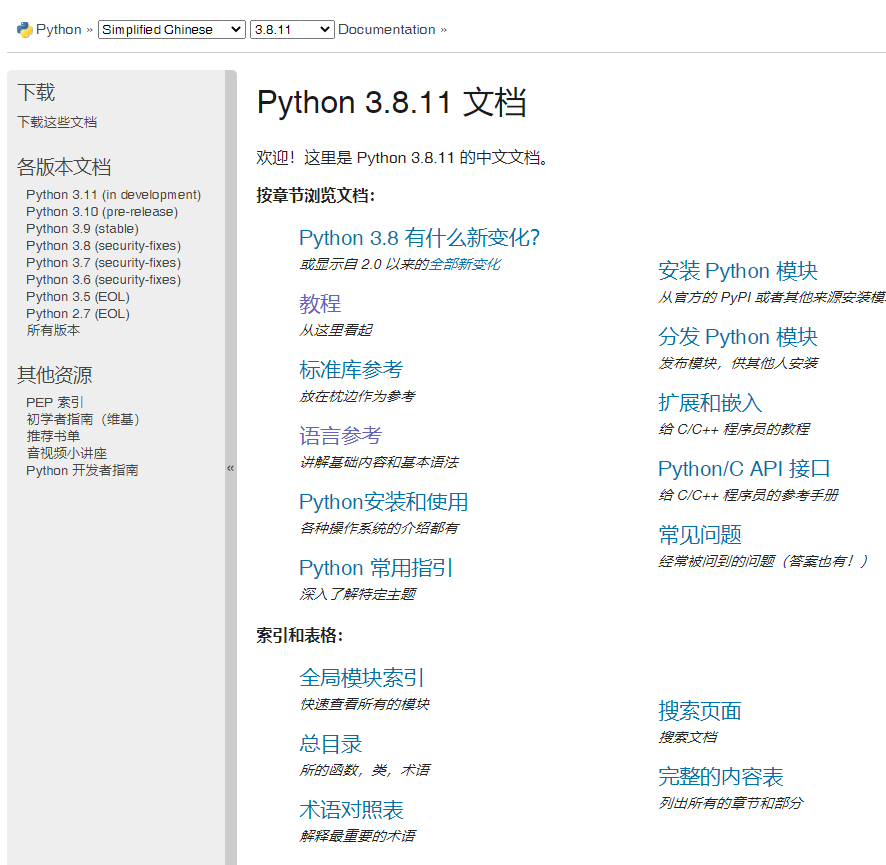 Python » Simplified Chinese 3.8.11 Documentation »
下载
下载这些文档
各版本文档
Python 3.11 (in development)
Python 3.10 (pre-release)
Python 3.9 (stable)
Python 3.8 (security-fixes)
Python 3.7 (security-fixes)
Python 3.6 (security-fixes)
Python 3.5 (EOL)
Python 2.7 (EOL)
所有版本
其他资源
PEP 索引
初学者指南（维基）
推荐书单
音视频小讲座
Python 开发者指南
«
Python 3.8.11 文档
欢迎！这里是 Python 3.8.11 的中文文档。
按章节浏览文档：
Python 3.8 有什么新变化？
或显示自 2.0 以来的全部新变化
教程
从这里看起
标准库参考
放在枕边作为参考
语言参考
讲解基础内容和基本语法
Python安装和使用
各种操作系统的介绍都有
Python 常用指引
深入了解特定主题
安装 Python 模块
从官方的 PyPI 或者其他来源安装模
分发 Python 模块
发布模块，供其他人安装
扩展和嵌入
给 C/C++ 程序员的教程
Python/C API 接口
给 C/C++ 程序员的参考手册
常见问题
经常被问到的问题（答案也有！）
索引和表格：
全局模块索引
快速查看所有的模块
总目录
所的函数，类，术语
术语对照表
解释最重要的术语
搜索页面
搜索文档
完整的内容表
列出所有的章节和部分